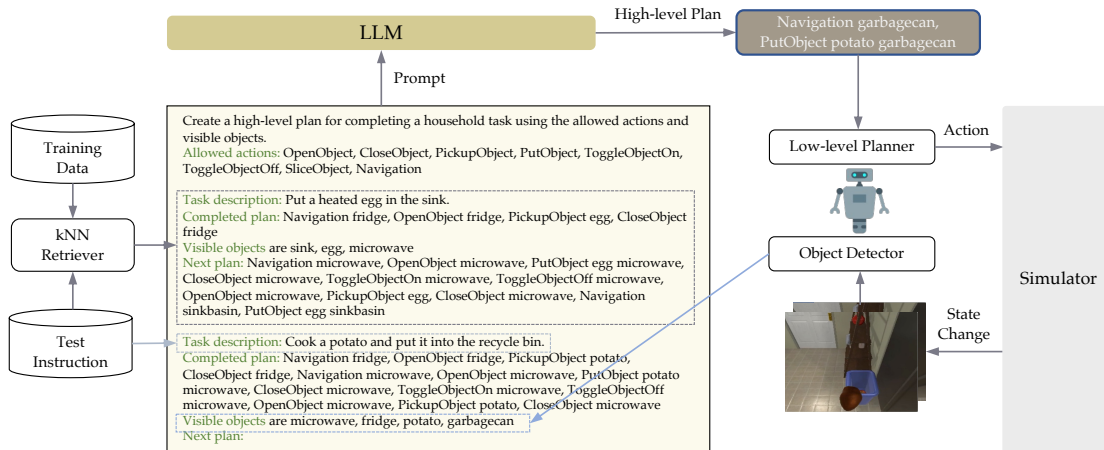 LLM
High-level Plan
Navigation garbagecan,
PutObject potato garbagecan
Prompt
Training
Data
kNN
Retriever
Test
Instruction
Create a high-level plan for completing a household task using the allowed actions and
visible objects.
Allowed actions: OpenObject, CloseObject, PickupObject, PutObject, ToggleObjectOn,
ToggleObjectOff, SliceObject, Navigation
Task description: Put a heated egg in the sink.
Completed plan: Navigation fridge, OpenObject fridge, PickupObject egg, CloseObject
fridge
Visible objects are sink, egg, microwave
Next plan: Navigation microwave, OpenObject microwave, PutObject egg microwave,
CloseObject microwave, ToggleObjectOn microwave, ToggleObjectOff microwave,
OpenObject microwave, PickupObject egg, CloseObject microwave, Navigation
sinkbasin, PutObject egg sinkbasin
Task description: Cook a potato and put it into the recycle bin.
Completed plan: Navigation fridge, OpenObject fridge, PickupObject potato,
CloseObject fridge, Navigation microwave, OpenObject microwave, PutObject potato
microwave, CloseObject microwave, ToggleObjectOn microwave, ToggleObjectOff
microwave, OpenObject microwave, PickupObject potato, CloseObject microwave
Visible objects are microwave, fridge, potato, garbagecan
Next plan:
Low-level Planner
Action
Object Detector
State
Change
Simulator